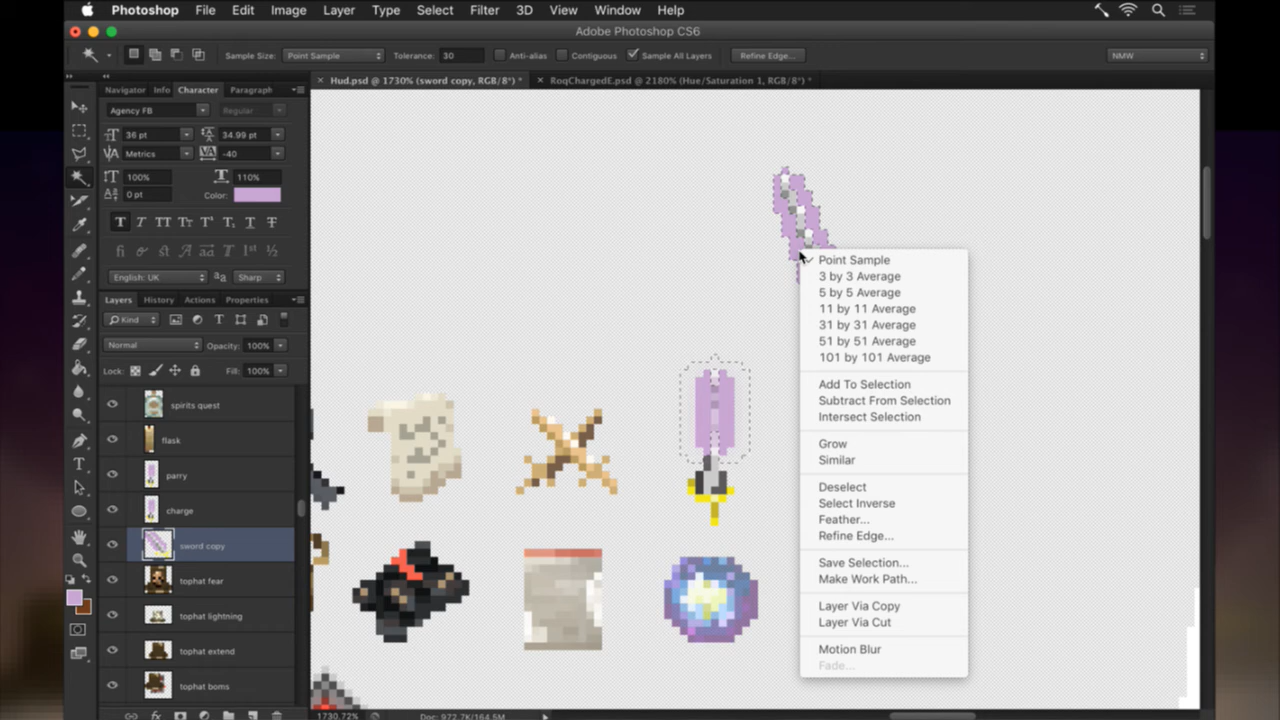 Photoshop File Edit Image Layer Type Select Filter 3D View Window Help
Adobe Photoshop CS6
Sample Size: Point Sample Tolerance: 30 Anti-alias Contiguous Sample All Layers Refine Edge... NMW
Hud.psd @ 1730% (sword copy, RGB/8*) * RoqChargedE.psd @ 2180% (Hue/Saturation 1, RGB/8*) *
Navigator Info Character Paragraph
Agency FB Regular
36 pt 34.99 pt
Metrics -40
100% 110%
0 pt Color:
English: UK Sharp
Layers History Actions Properties
Kind
Normal Opacity: 100%
Lock: Fill: 100%
spirits quest
flask
parry
charge
sword copy
tophat fear
tophat lightning
tophat extend
tophat boms
Point Sample
3 by 3 Average
5 by 5 Average
11 by 11 Average
31 by 31 Average
51 by 51 Average
101 by 101 Average
Add To Selection
Subtract From Selection
Intersect Selection
Grow
Similar
Deselect
Select Inverse
Feather...
Refine Edge...
Save Selection...
Make Work Path...
Layer Via Copy
Layer Via Cut
Motion Blur
Fade...
1730.72% Doc: 972.7K/164.5M